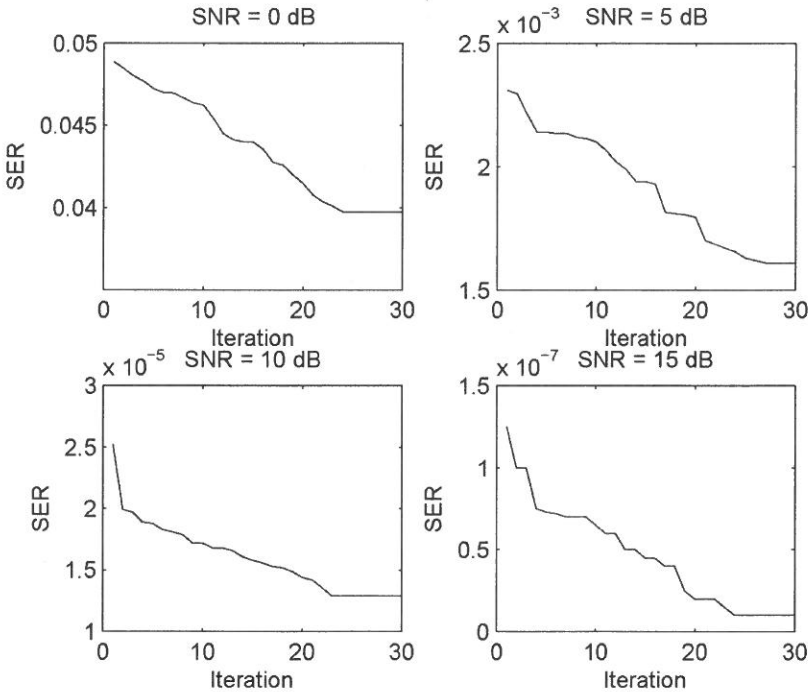 SNR = 0 dB
0.05
0.045
0.04
SER
0
10
20
30
Iteration
SNR = 5 dB
x 10^-3
2.5
2
1.5
SER
0
10
20
30
Iteration
SNR = 10 dB
x 10^-5
3
2.5
2
1.5
1
SER
0
10
20
30
Iteration
SNR = 15 dB
x 10^-7
1.5
1
0.5
0
SER
0
10
20
30
Iteration